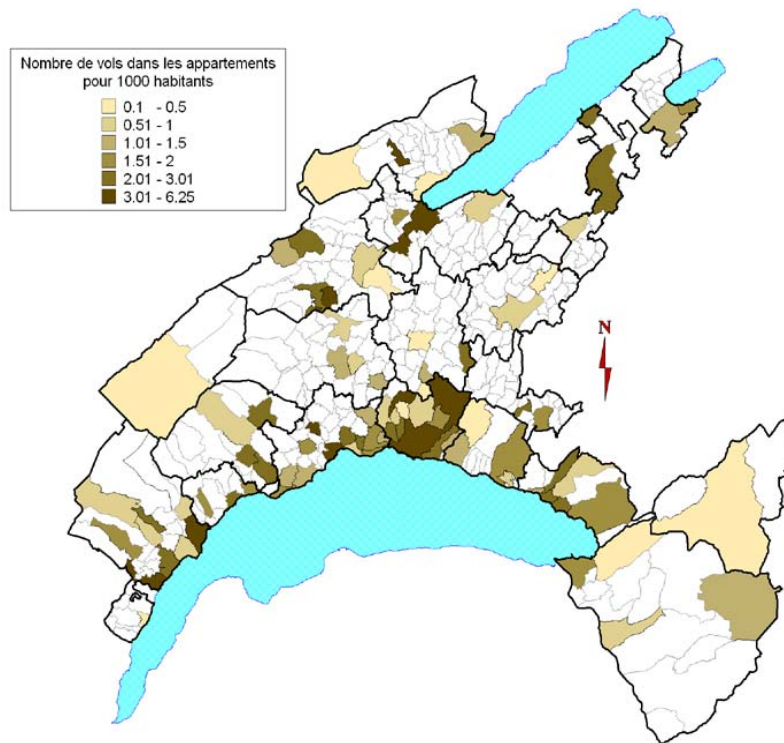 Nombre de vols dans les appartements
pour 1000 habitants
0.1 - 0.5
0.51 - 1
1.01 - 1.5
1.51 - 2
2.01 - 3.01
3.01 - 6.25
N